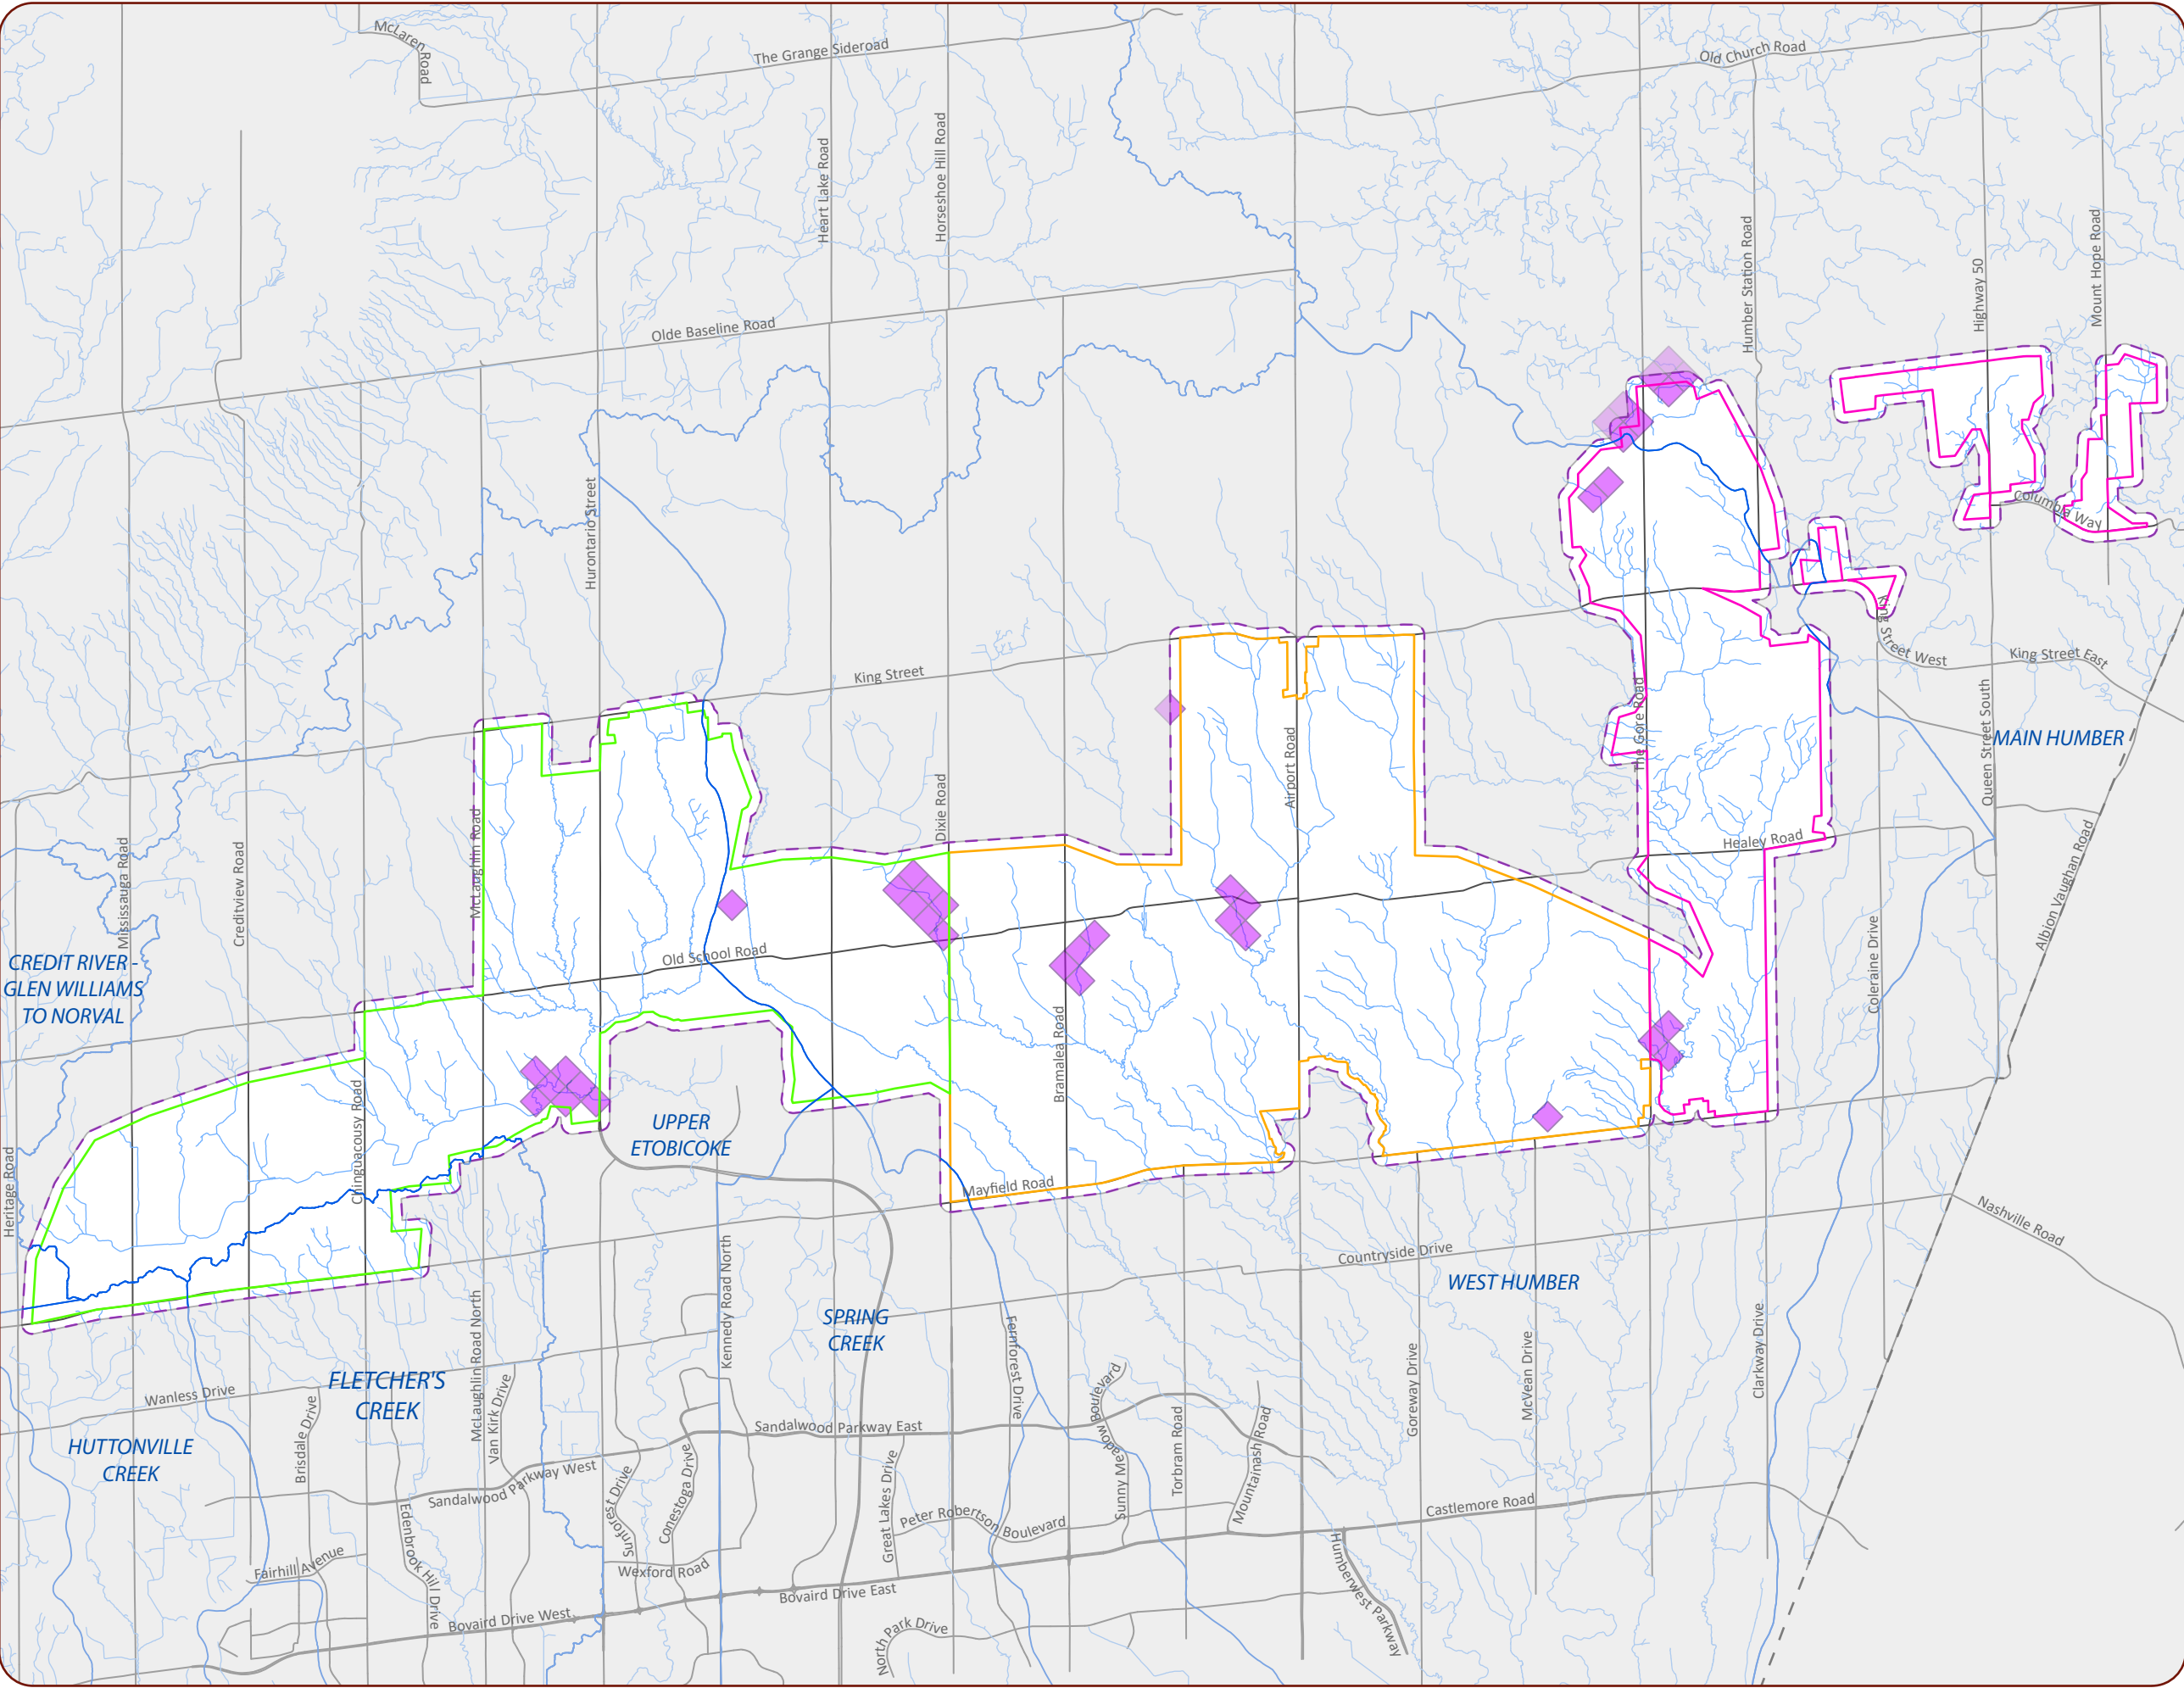 McLaren Road
The Grange Sideroad
Old Church Road
Heart Lake Road
Horseshoe Hill Road
Humber Station Road
Highway 50
Mount Hope Road
Olde Baseline Road
Hurontario Street
Columbia Way
King Street West
King Street East
King Street
The Gore Road
Queen Street South
MAIN HUMBER
Airport Road
Dixie Road
McLaughlin Road
Mississauga Road
Creditview Road
Healey Road
Albion Vaughan Road
Coleraine Drive
CREDIT RIVER -
GLEN WILLIAMS
TO NORVAL
Old School Road
Bramalea Road
Chinguacousy Road
UPPER
ETOBICOKE
Heritage Road
Mayfield Road
Nashville Road
Countryside Drive
WEST HUMBER
Kennedy Road North
McLaughlin Road North
SPRING
CREEK
Fernforest Drive
Goreway Drive
McVean Drive
Clarkway Drive
FLETCHER'S
CREEK
Wanless Drive
Van Kirk Drive
Sunny Meadow Boulevard
Torbram Road
Mountainash Road
Sandalwood Parkway East
HUTTONVILLE
CREEK
Brisdale Drive
Sandalwood Parkway West
Sunforest Drive
Conestoga Drive
Great Lakes Drive
Peter Robertson Boulevard
Castlemore Road
Edenbrook Hill Drive
Fairhill Avenue
Wexford Road
Humberwest Parkway
Bovaird Drive East
Bovaird Drive West
North Park Drive